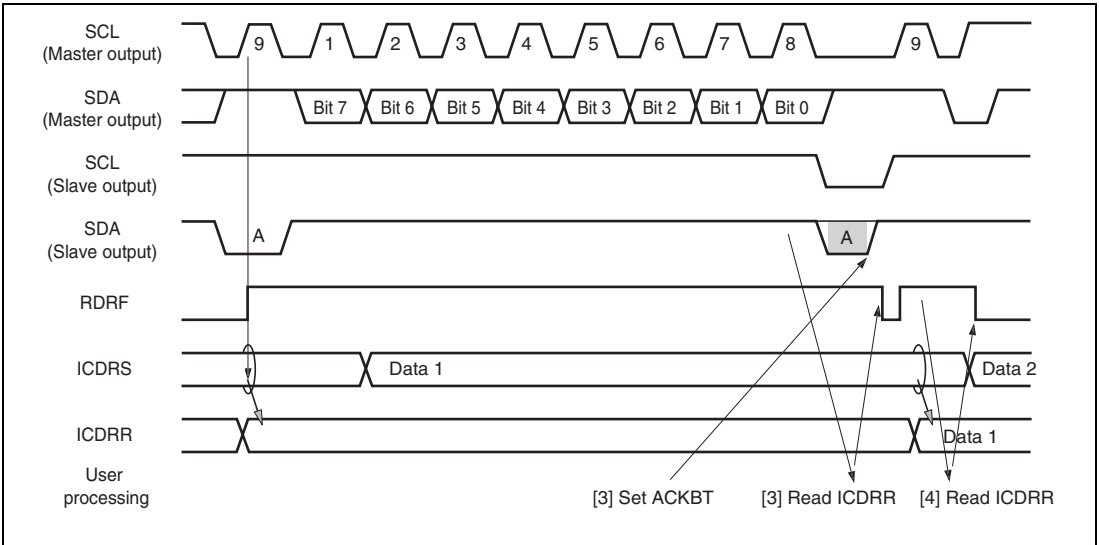 SCL
(Master output)
9 1 2 3 4 5 6 7 8 9
SDA
(Master output)
Bit 7 Bit 6 Bit 5 Bit 4 Bit 3 Bit 2 Bit 1 Bit 0
SCL
(Slave output)
SDA
(Slave output)
A A
RDRF
ICDRS
Data 1 Data 2
ICDRR
Data 1
User
processing
[3] Set ACKBT [3] Read ICDRR [4] Read ICDRR